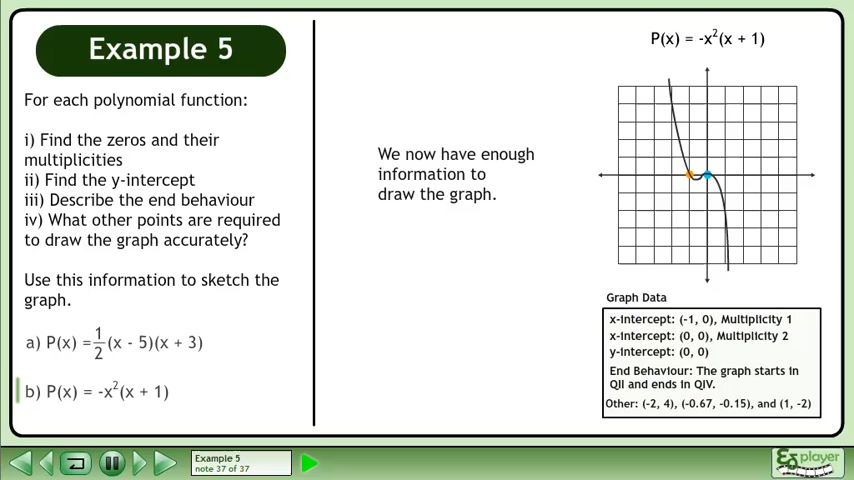 Example 5
For each polynomial function:
i) Find the zeros and their
multiplicities
ii) Find the y-intercept
iii) Describe the end behaviour
iv) What other points are required
to draw the graph accurately?
Use this information to sketch the
graph.
a) P(x) = 1/2(x - 5)(x + 3)
b) P(x) = -x²(x + 1)
We now have enough
information to
draw the graph.
P(x) = -x²(x + 1)
Graph Data
x-intercept: (-1, 0), Multiplicity 1
x-intercept: (0, 0), Multiplicity 2
y-intercept: (0, 0)
End Behaviour: The graph starts in
QII and ends in QIV.
Other: (-2, 4), (-0.67, -0.15), and (1, -2)
Example 5
note 37 of 37
player